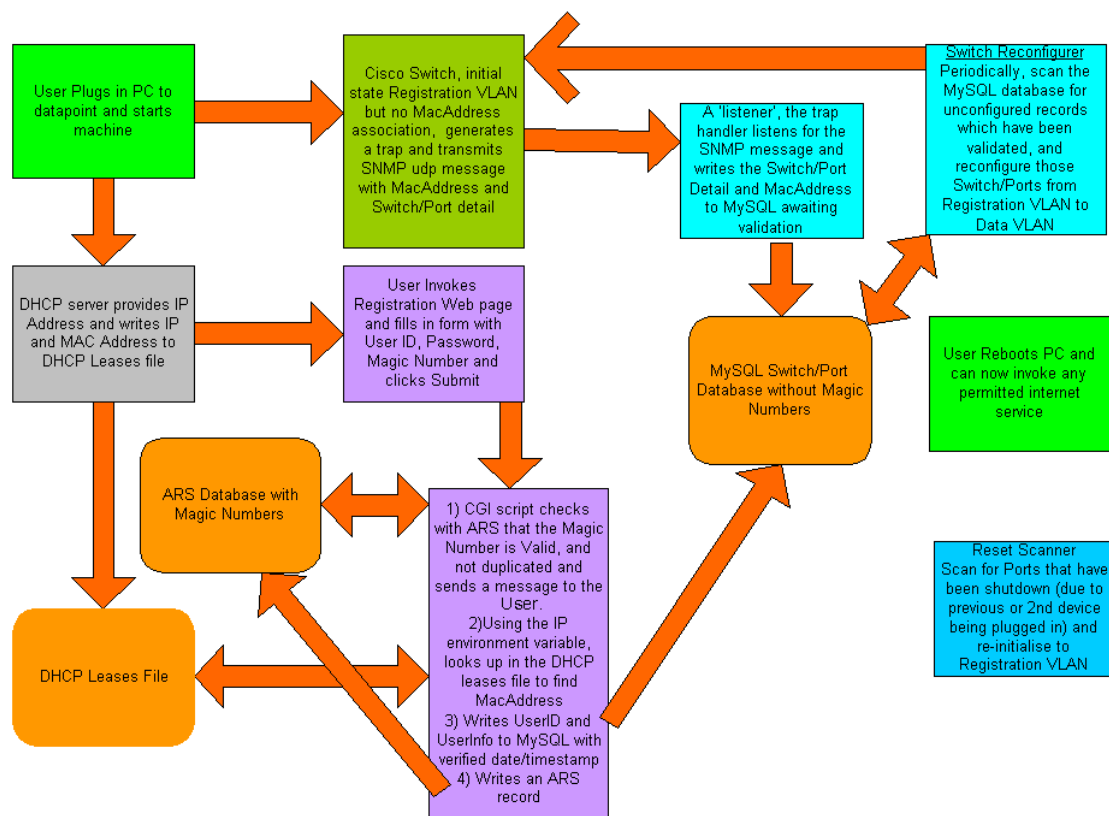 User Plugs in PC to
datapoint and starts
machine
Cisco Switch, initial
state Registration VLAN
but no MacAddress
association, generates
a trap and transmits
SNMP udp message
with MacAddress and
Switch/Port detail
A 'listener', the trap
handler listens for the
SNMP message and
writes the Switch/Port
Detail and MacAddress
to MySQL awaiting
validation
Switch Reconfigurer
Periodically, scan the
MySQL database for
unconfigured records
which have been
validated, and
reconfigure those
Switch/Ports from
Registration VLAN to
Data VLAN
DHCP server provides IP
Address and writes IP
and MAC Address to
DHCP Leases file
User Invokes
Registration Web page
and fills in form with
User ID, Password,
Magic Number and
clicks Submit
MySQL Switch/Port
Database without Magic
Numbers
User Reboots PC and
can now invoke any
permitted internet
service
ARS Database with
Magic Numbers
1) CGI script checks
with ARS that the Magic
Number is Valid, and
not duplicated and
sends a message to the
User.
2)Using the IP
environment variable,
looks up in the DHCP
leases file to find
MacAddress
3) Writes UserID and
UserInfo to MySQL with
verified date/timestamp
4) Writes an ARS
record
Reset Scanner
Scan for Ports that have
been shutdown (due to
previous or 2nd device
being plugged in) and
re-initialise to
Registration VLAN
DHCP Leases File